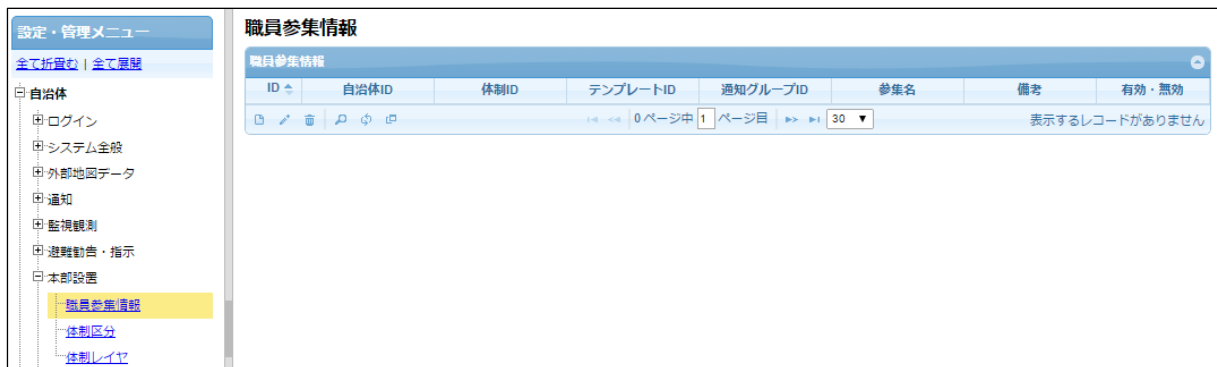 設定・管理メニュー
全て折畳む | 全て展開
自治体
ログイン
システム全般
外部地図データ
通知
監視観測
避難勧告・指示
本部設置
職員参集情報
体制区分
体制レイヤ
職員参集情報
職員参集情報
ID 自治体ID 体制ID テンプレートID 通知グループID 参集名 備考 有効・無効
0 ページ中 1 ページ目 30 表示するレコードがありません